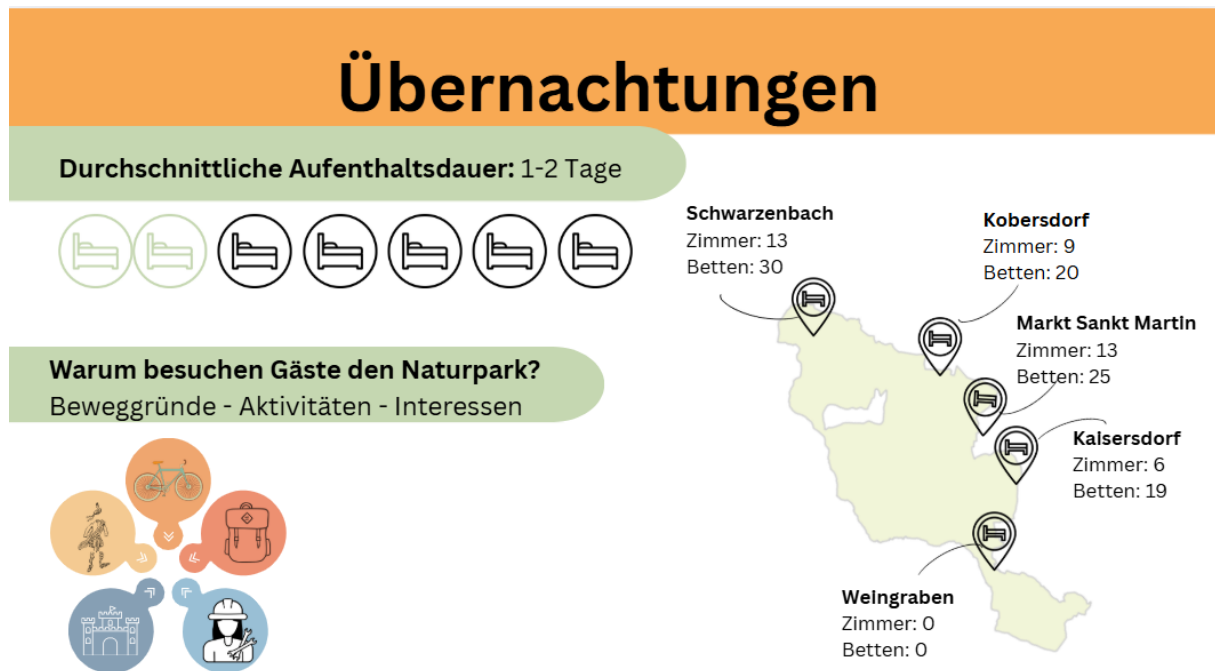 Übernachtungen
Durchschnittliche Aufenthaltsdauer: 1-2 Tage
Warum besuchen Gäste den Naturpark?
Beweggründe - Aktivitäten - Interessen
Schwarzenbach
Zimmer: 13
Betten: 30
Kobersdorf
Zimmer: 9
Betten: 20
Markt Sankt Martin
Zimmer: 13
Betten: 25
Kaisersdorf
Zimmer: 6
Betten: 19
Weingraben
Zimmer: 0
Betten: 0